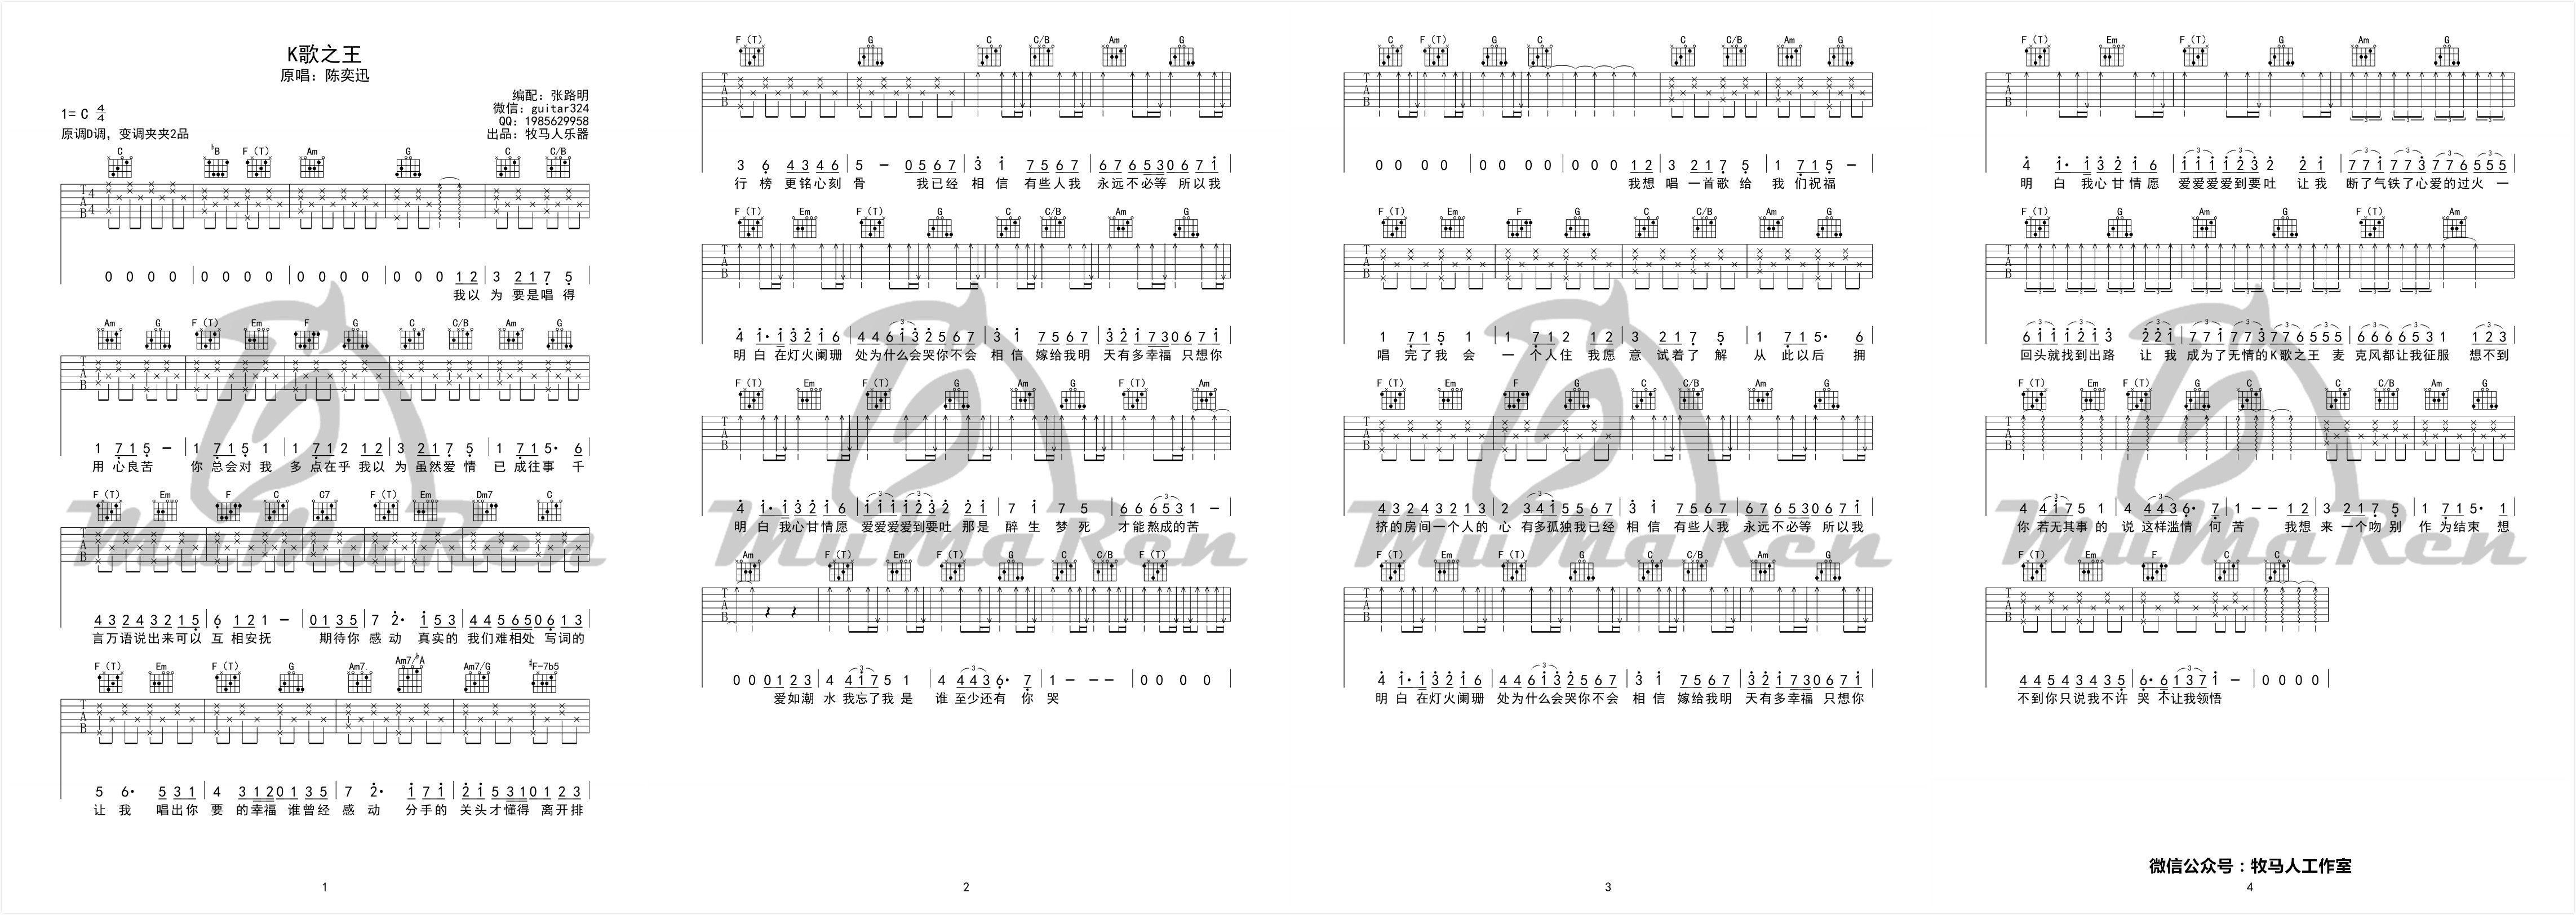 K歌之王
原唱：陈奕迅
编配：张路明
微信：guitar324
QQ：1985629958
出品：牧马人乐器
1= C 4/4
原调D调，变调夹夹2品
C ♭B F (T) Am G C C/B
0 0 0 0 0 0 0 0 0 0 0 0 0 0 0 1 2 3 2 1 7 5
我以 为 要是唱 得
Am G F (T) Em F G C C/B Am G
1 7 1 5 － 1 7 1 5 1 1 7 1 2 1 2 3 2 1 7 5 1 7 1 5· 6
用 心良苦 你 总会对 我 多 点在乎 我以 为 虽然爱 情 已 成往事 千
F (T) Em F C C7 F (T) Em Dm7 C
4 3 2 4 3 2 1 5 6 1 2 1 － 0 1 3 5 7 2· 1 5 3 4 4 5 6 5 0 6 1 3
言万语说出来可以 互 相安抚 期待你 感 动 真实的 我们难相处 写词的
F (T) Em F (T) G Am7. Am7/♭A Am7/G ♯F-7b5
5 6· 5 3 1 4 3 1 2 0 1 3 5 7 2· 1 7 1 2 1 5 3 1 0 1 2 3
让 我 唱出你 要 的幸福 谁曾经 感 动 分手的 关头才懂得 离开排
1
F (T) G C C/B Am G
3 6 4 3 4 6 5 － 0 5 6 7 3 1 7 5 6 7 6 7 6 5 3 0 6 7 1
行 榜 更铭心刻 骨 我已经 相 信 有些人我 永远不必等 所以我
F (T) Em F (T) G C C/B Am G
4 1· 1 3 2 1 6 4 4 6 1 3 2 5 6 7 3 1 7 5 6 7 3 2 1 7 3 0 6 7 1
明 白 在灯火阑珊 处为什么会哭你不会 相 信 嫁给我明 天有多幸福 只想你
F (T) Em F (T) G Am G F (T) Am
4 1· 1 3 2 1 6 1 1 1 1 2 3 2 2 1 7 1 7 5 6 6 6 5 3 1 －
明 白 我心甘情愿 爱爱爱爱到要吐 那是 醉 生 梦 死 才能熬成的苦
Am F (T) Em F (T) G C C/B F (T)
0 0 0 1 2 3 4 4 1 7 5 1 4 4 4 3 6· 7 1 － － － 0 0 0 0
爱如潮 水 我忘了我 是 谁 至少还有 你 哭
2
C F (T) G C C C/B Am G
0 0 0 0 0 0 0 0 0 0 0 1 2 3 2 1 7 5 1 7 1 5 －
我想 唱 一首歌 给 我 们祝福
F (T) Em F G C C/B Am G
1 7 1 5 1 1 7 1 2 1 2 3 2 1 7 5 1 7 1 5· 6
唱 完了我 会 一 个人住 我愿 意 试着了 解 从 此以后 拥
F (T) Em F G C C/B Am G
4 3 2 4 3 2 1 3 2 3 4 1 5 5 6 7 3 1 7 5 6 7 6 7 6 5 3 0 6 7 1
挤的房间一个人的 心 有多孤独我已经 相 信 有些人我 永远不必等 所以我
F (T) Em F (T) G C C/B Am G
4 1· 1 3 2 1 6 4 4 6 1 3 2 5 6 7 3 1 7 5 6 7 3 2 1 7 3 0 6 7 1
明 白 在灯火阑珊 处为什么会哭你不会 相 信 嫁给我明 天有多幸福 只想你
3
F (T) Em F (T) G Am G
4 1· 1 3 2 1 6 1 1 1 1 2 3 2 2 1 7 7 1 7 7 3 7 7 6 5 5 5
明 白 我心甘情愿 爱爱爱爱到要吐 让我 断了气铁了心爱的过火 一
F (T) G Am G F (T) Am
6 1 1 1 2 1 3 2 2 1 7 7 1 7 7 3 7 7 6 5 5 5 6 6 6 6 5 3 1 1 2 3
回头就找到出路 让 我 成为了无情的K歌之王 麦 克风都让我征服 想不到
F (T) Em F (T) G C C C/B Am G
4 4 1 7 5 1 4 4 4 3 6· 7 1 － － 1 2 3 2 1 7 5 1 7 1 5· 1
你 若无其事 的 说 这样滥情 何 苦 我想 来 一个吻 别 作 为结束 想
F (T) Em F C C
4 4 5 4 3 4 3 5 6· 6 1 3 7 1 － 0 0 0 0
不到你只说我不许 哭 不让我领悟
微信公众号：牧马人工作室
4
MuMaRen